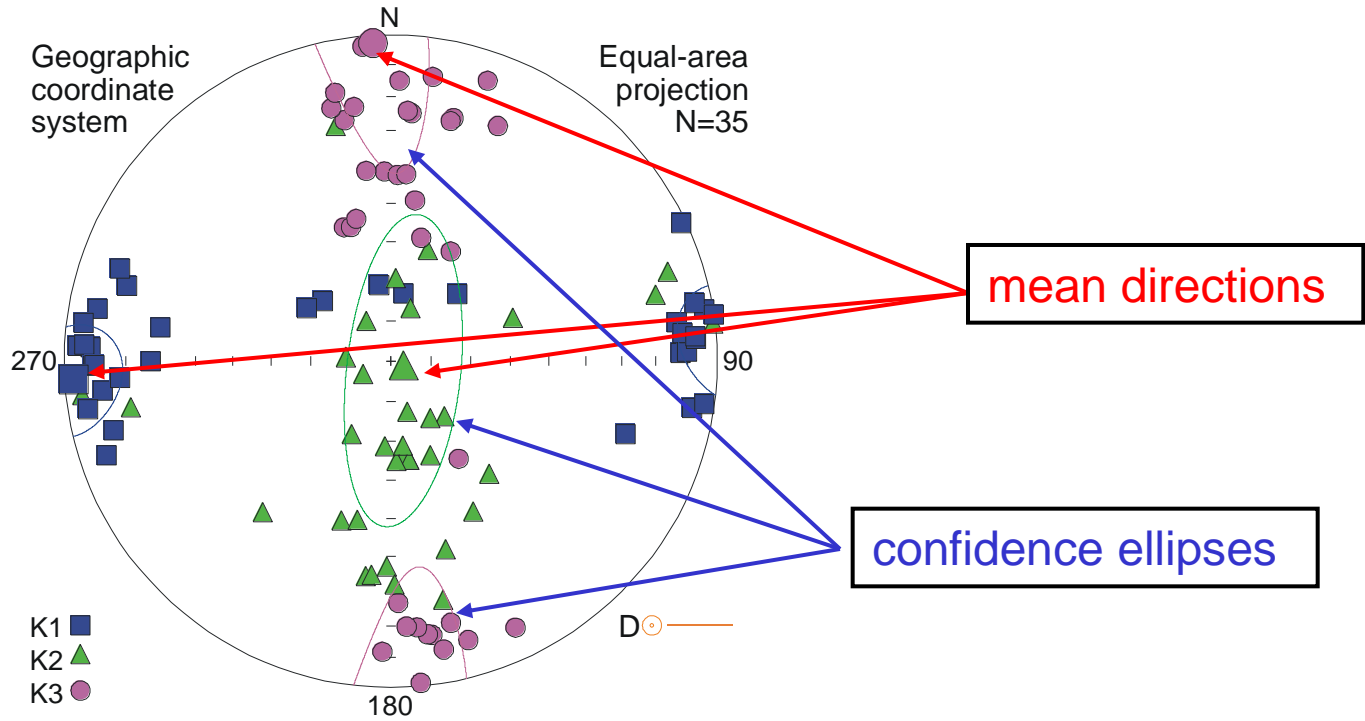 N
Geographic
coordinate
system
Equal-area
projection
N=35
mean directions
270
90
confidence ellipses
K1
K2
K3
D
180